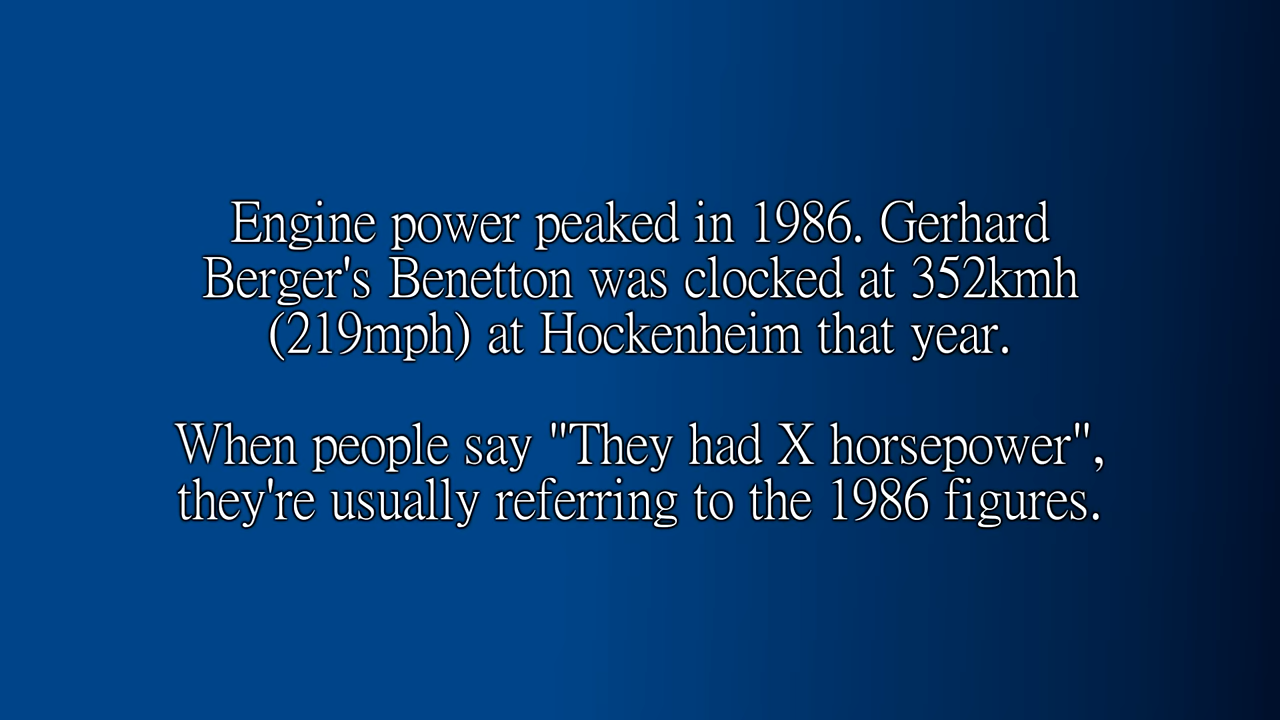 Engine power peaked in 1986. Gerhard
Berger's Benetton was clocked at 352kmh
(219mph) at Hockenheim that year.
When people say "They had X horsepower",
they're usually referring to the 1986 figures.